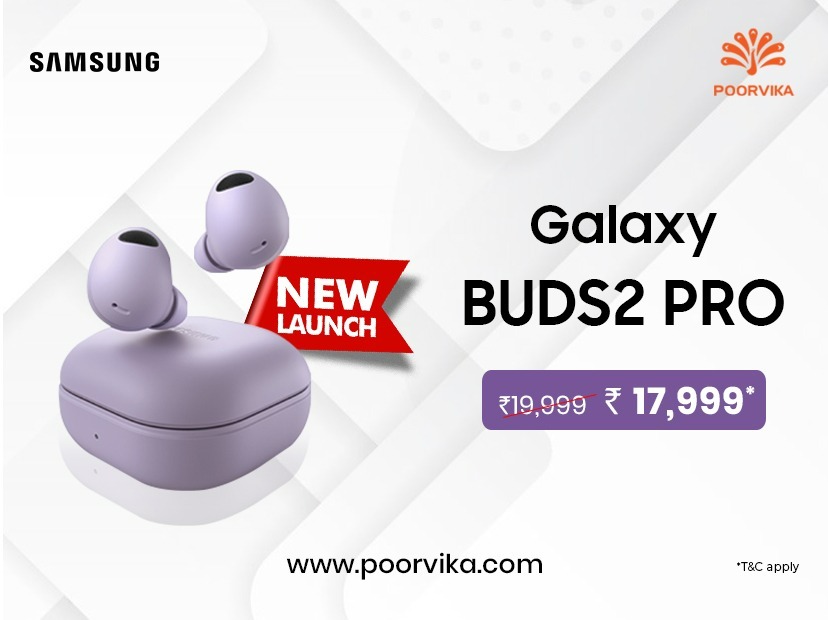 SAMSUNG
POORVIKA
Galaxy
BUDS2 PRO
NEW
LAUNCH
₹19,999 ₹ 17,999*
www.poorvika.com
*T&C apply